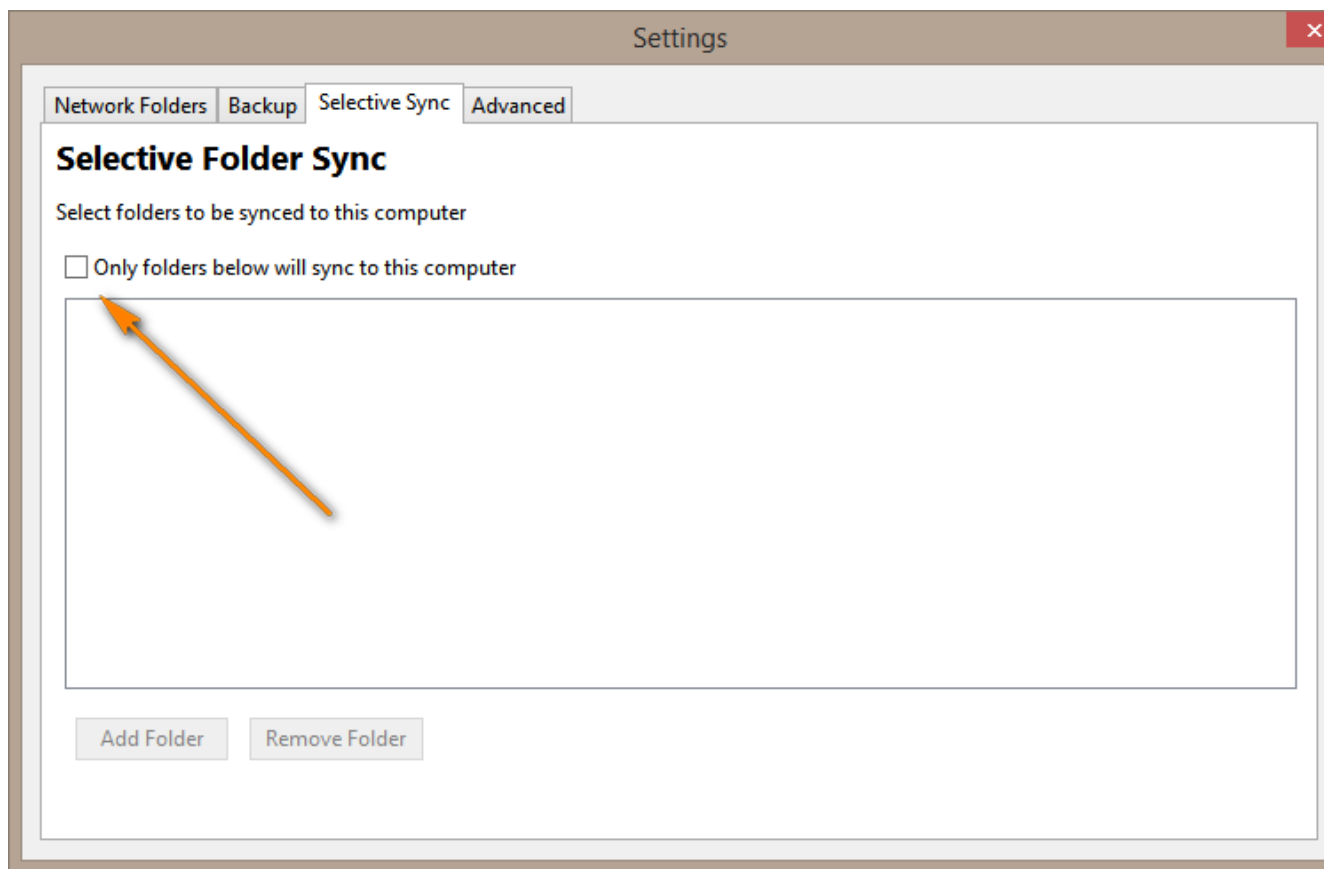 Settings
Network Folders Backup Selective Sync Advanced
Selective Folder Sync
Select folders to be synced to this computer
Only folders below will sync to this computer
Add Folder Remove Folder